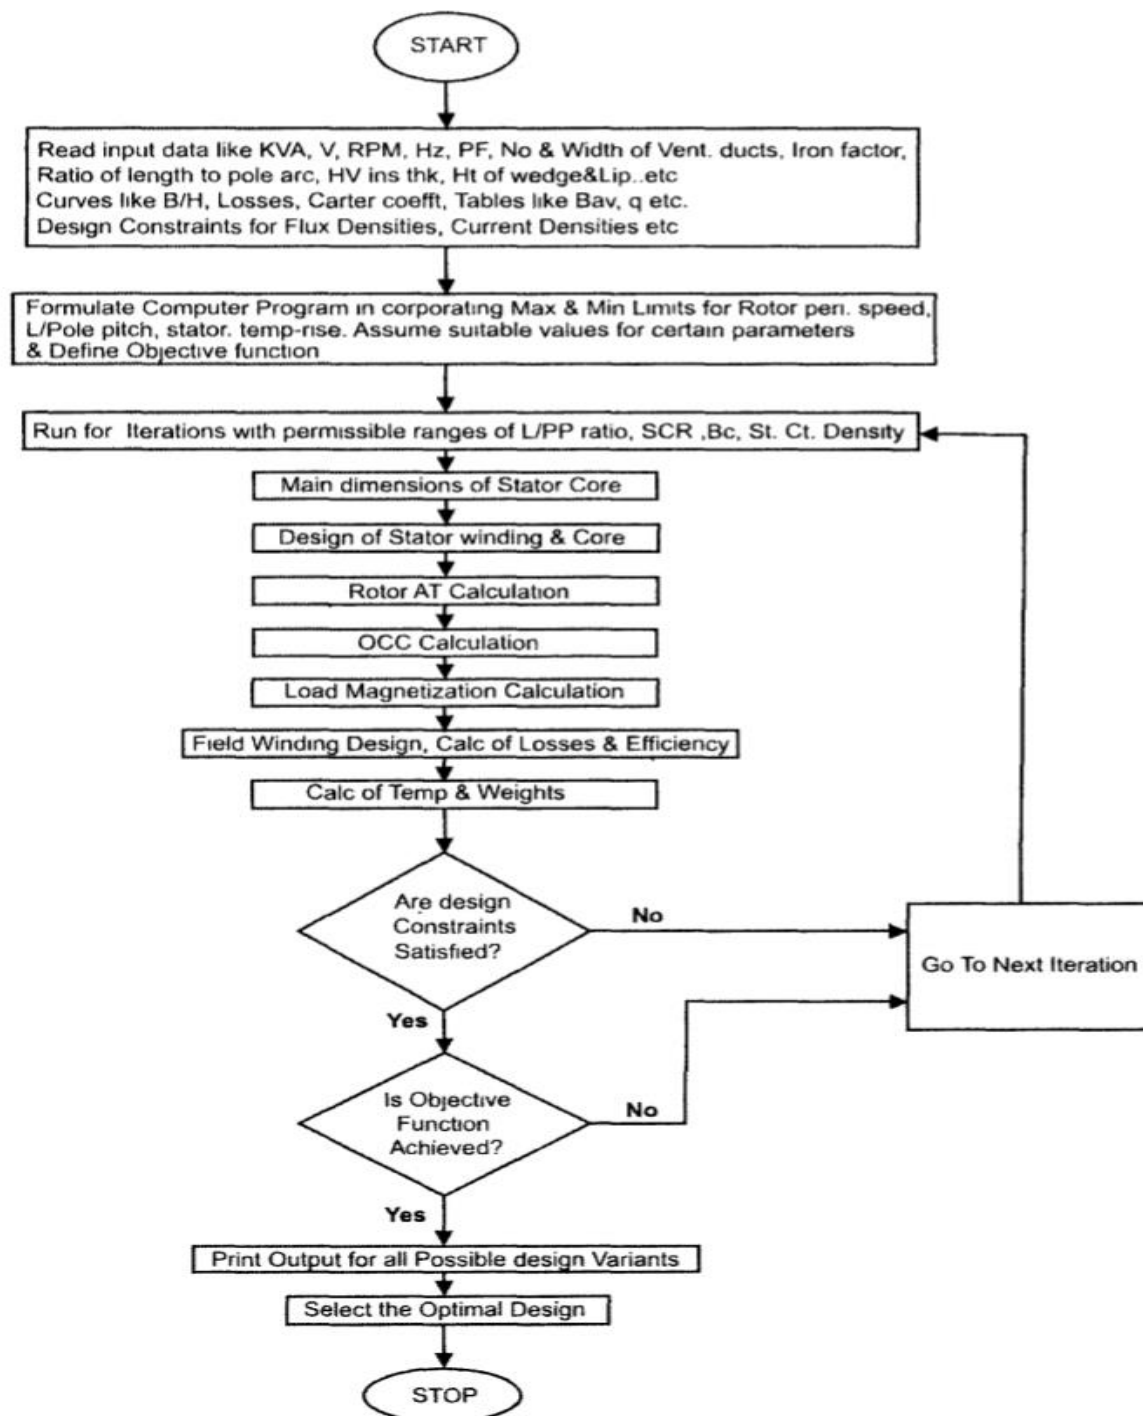 START
Read input data like KVA, V, RPM, Hz, PF, No & Width of Vent. ducts, Iron factor,
Ratio of length to pole arc, HV ins thk, Ht of wedge&Lip..etc
Curves like B/H, Losses, Carter coefft, Tables like Bav, q etc.
Design Constraints for Flux Densities, Current Densities etc
Formulate Computer Program in corporating Max & Min Limits for Rotor peri. speed,
L/Pole pitch, stator. temp-rise. Assume suitable values for certain parameters
& Define Objective function
Run for Iterations with permissible ranges of L/PP ratio, SCR ,Bc, St. Ct. Density
Main dimensions of Stator Core
Design of Stator winding & Core
Rotor AT Calculation
OCC Calculation
Load Magnetization Calculation
Field Winding Design, Calc of Losses & Efficiency
Calc of Temp & Weights
Are design
Constraints
Satisfied?
No
Go To Next Iteration
Yes
Is Objective
Function
Achieved?
No
Yes
Print Output for all Possible design Variants
Select the Optimal Design
STOP